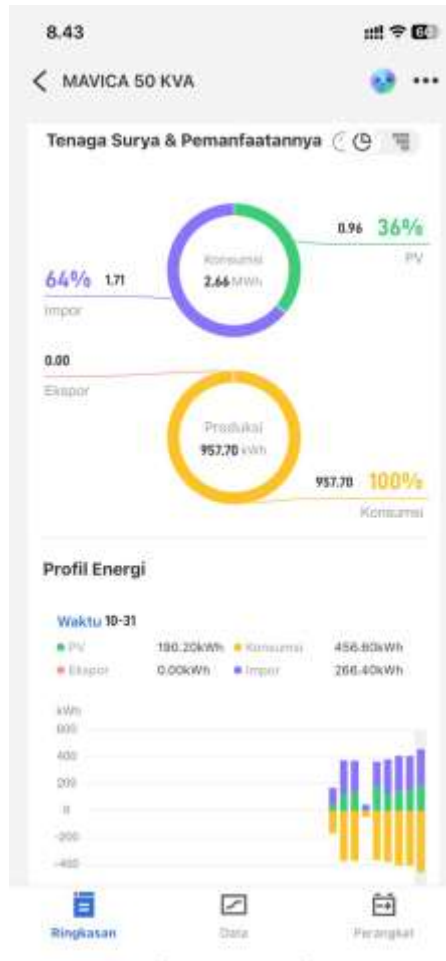 8.43
60
MAVICA 50 KVA
Tenaga Surya & Pemanfaatannya
0.96 36%
PV
Konsumsi
2.66 MWh
64% 1.71
Impor
0.00
Ekspor
Produksi
957.70 kWh
957.70 100%
Konsumsi
Profil Energi
Waktu 10-31
PV 190.20kWh Konsumsi 456.60kWh
Ekspor 0.00kWh Impor 266.40kWh
kWh
600
400
200
0
-200
-400
Ringkasan Data Perangkat